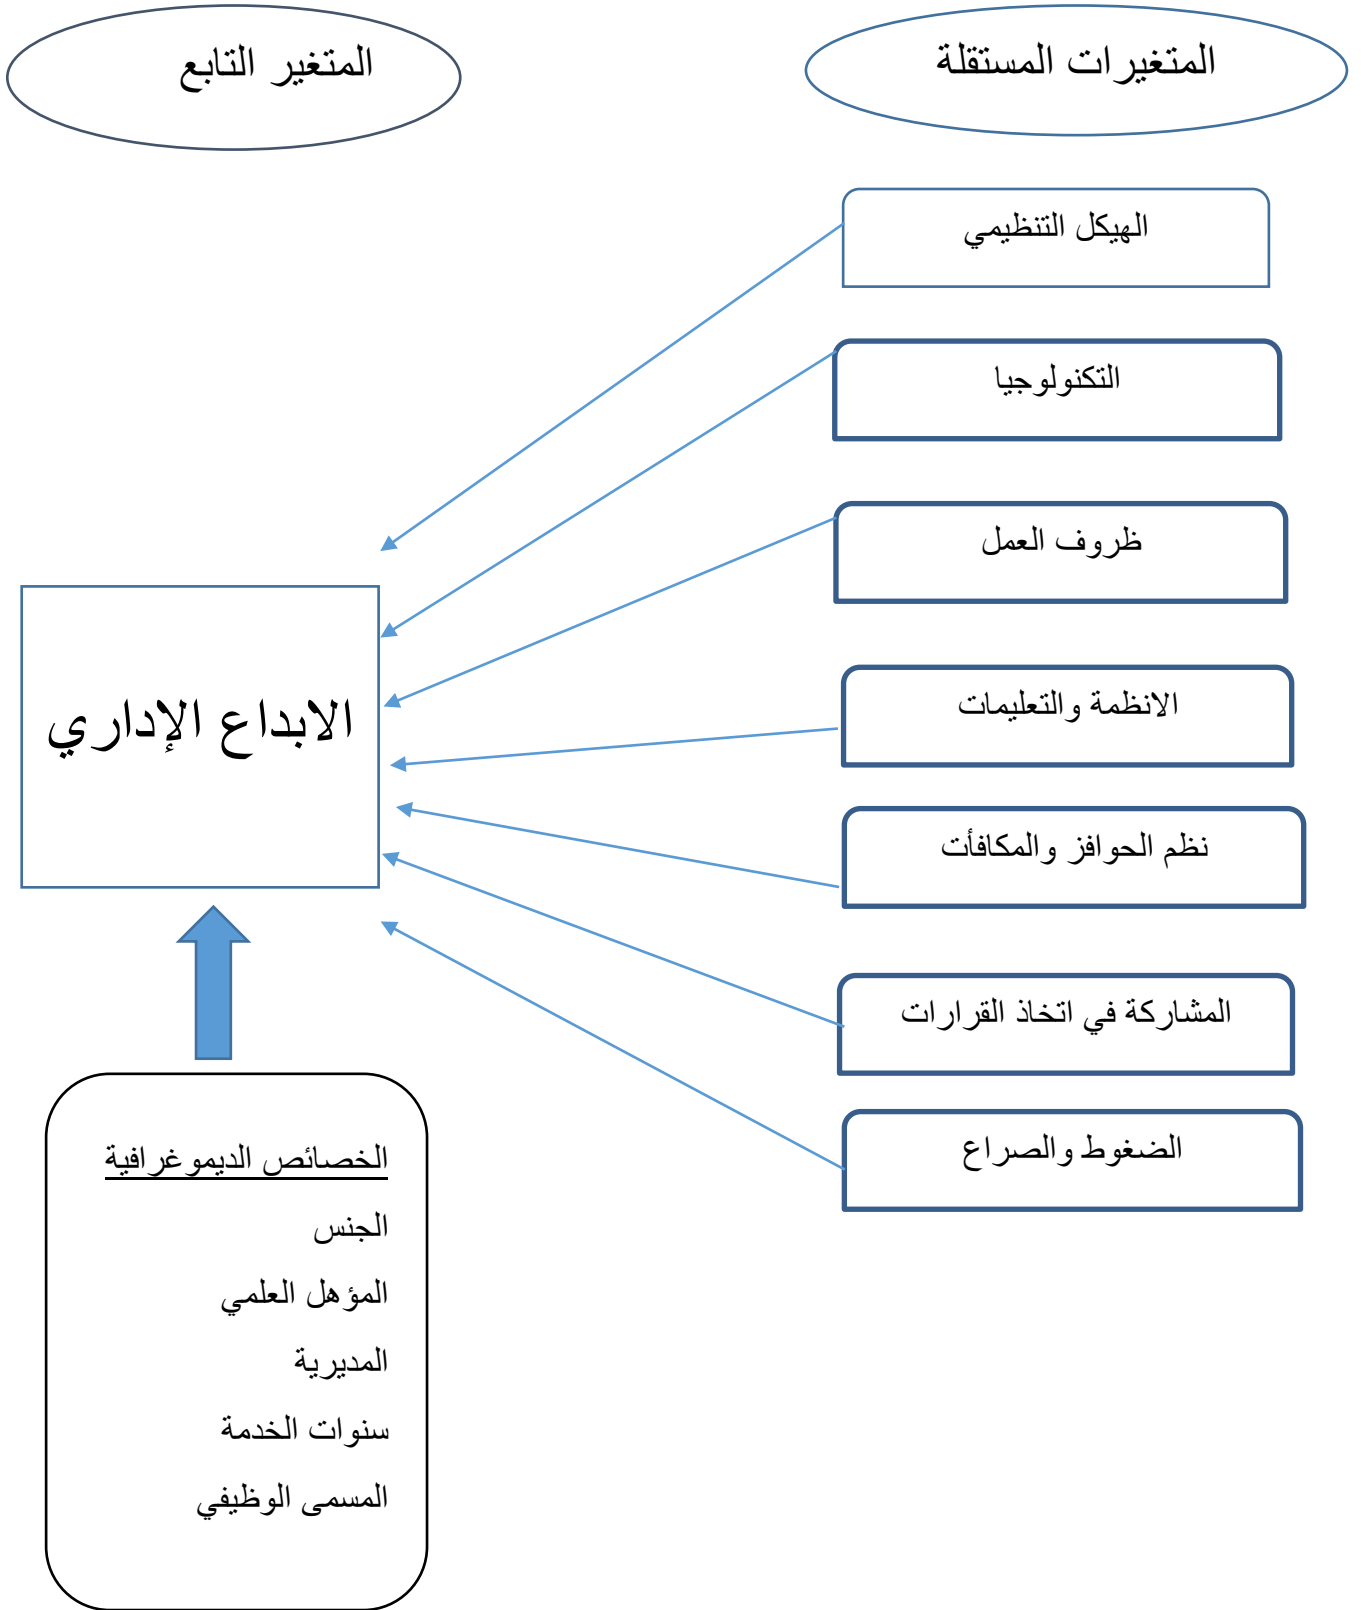 المتغيرات المستقلة
المتغير التابع
الهيكل التنظيمي
التكنولوجيا
ظروف العمل
الانظمة والتعليمات
نظم الحوافز والمكافأت
المشاركة في اتخاذ القرارات
الضغوط والصراع
الابداع الإداري
الخصائص الديموغرافية
الجنس
المؤهل العلمي
المديرية
سنوات الخدمة
المسمى الوظيفي